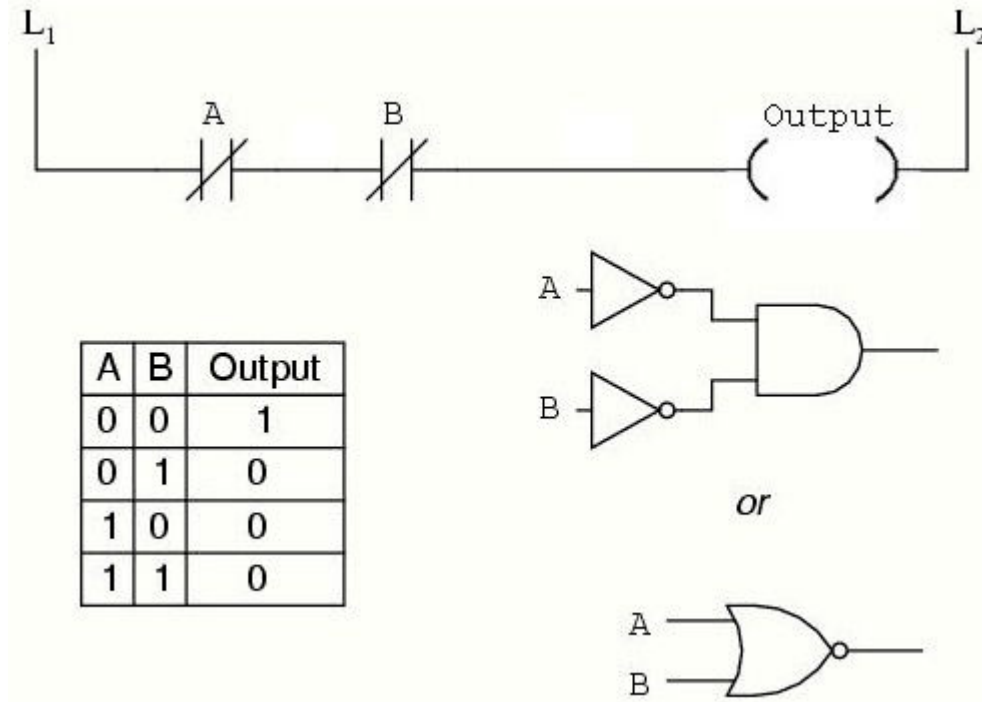 L1 L2
A B Output
A
B
A B Output
0 0 1
0 1 0
1 0 0
1 1 0
or
A
B